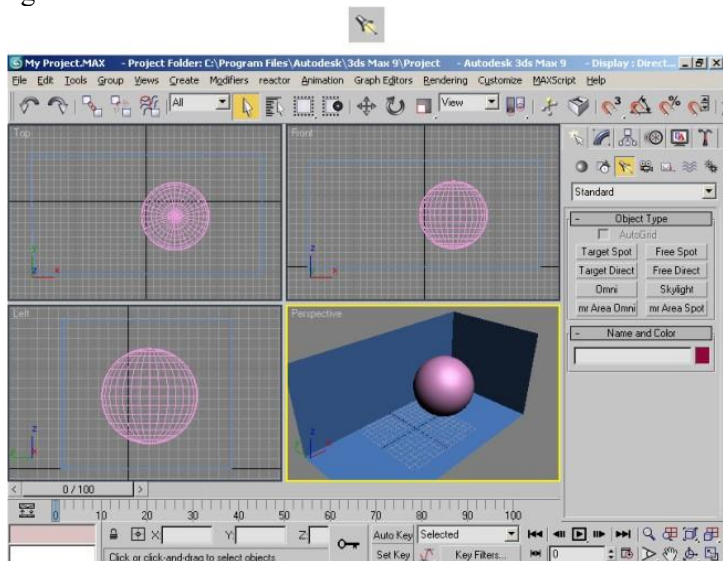 My Project.MAX - Project Folder: C:\Program Files\Autodesk\3ds Max 9\Project - Autodesk 3ds Max 9 - Display : Direct...
File Edit Tools Group Views Create Modifiers reactor Animation Graph Editors Rendering Customize MAXScript Help
All View
Top Front
Standard
- Object Type
AutoGrid
Target Spot Free Spot
Target Direct Free Direct
Omni Skylight
mr Area Omni mr Area Spot
- Name and Color
Left Perspective
z x
z y x
< 0 / 100 >
0 10 20 30 40 50 60 70 80 90 100
X: Y: Z: Auto Key Selected
Click or click-and-drag to select objects Set Key Key Filters... 0